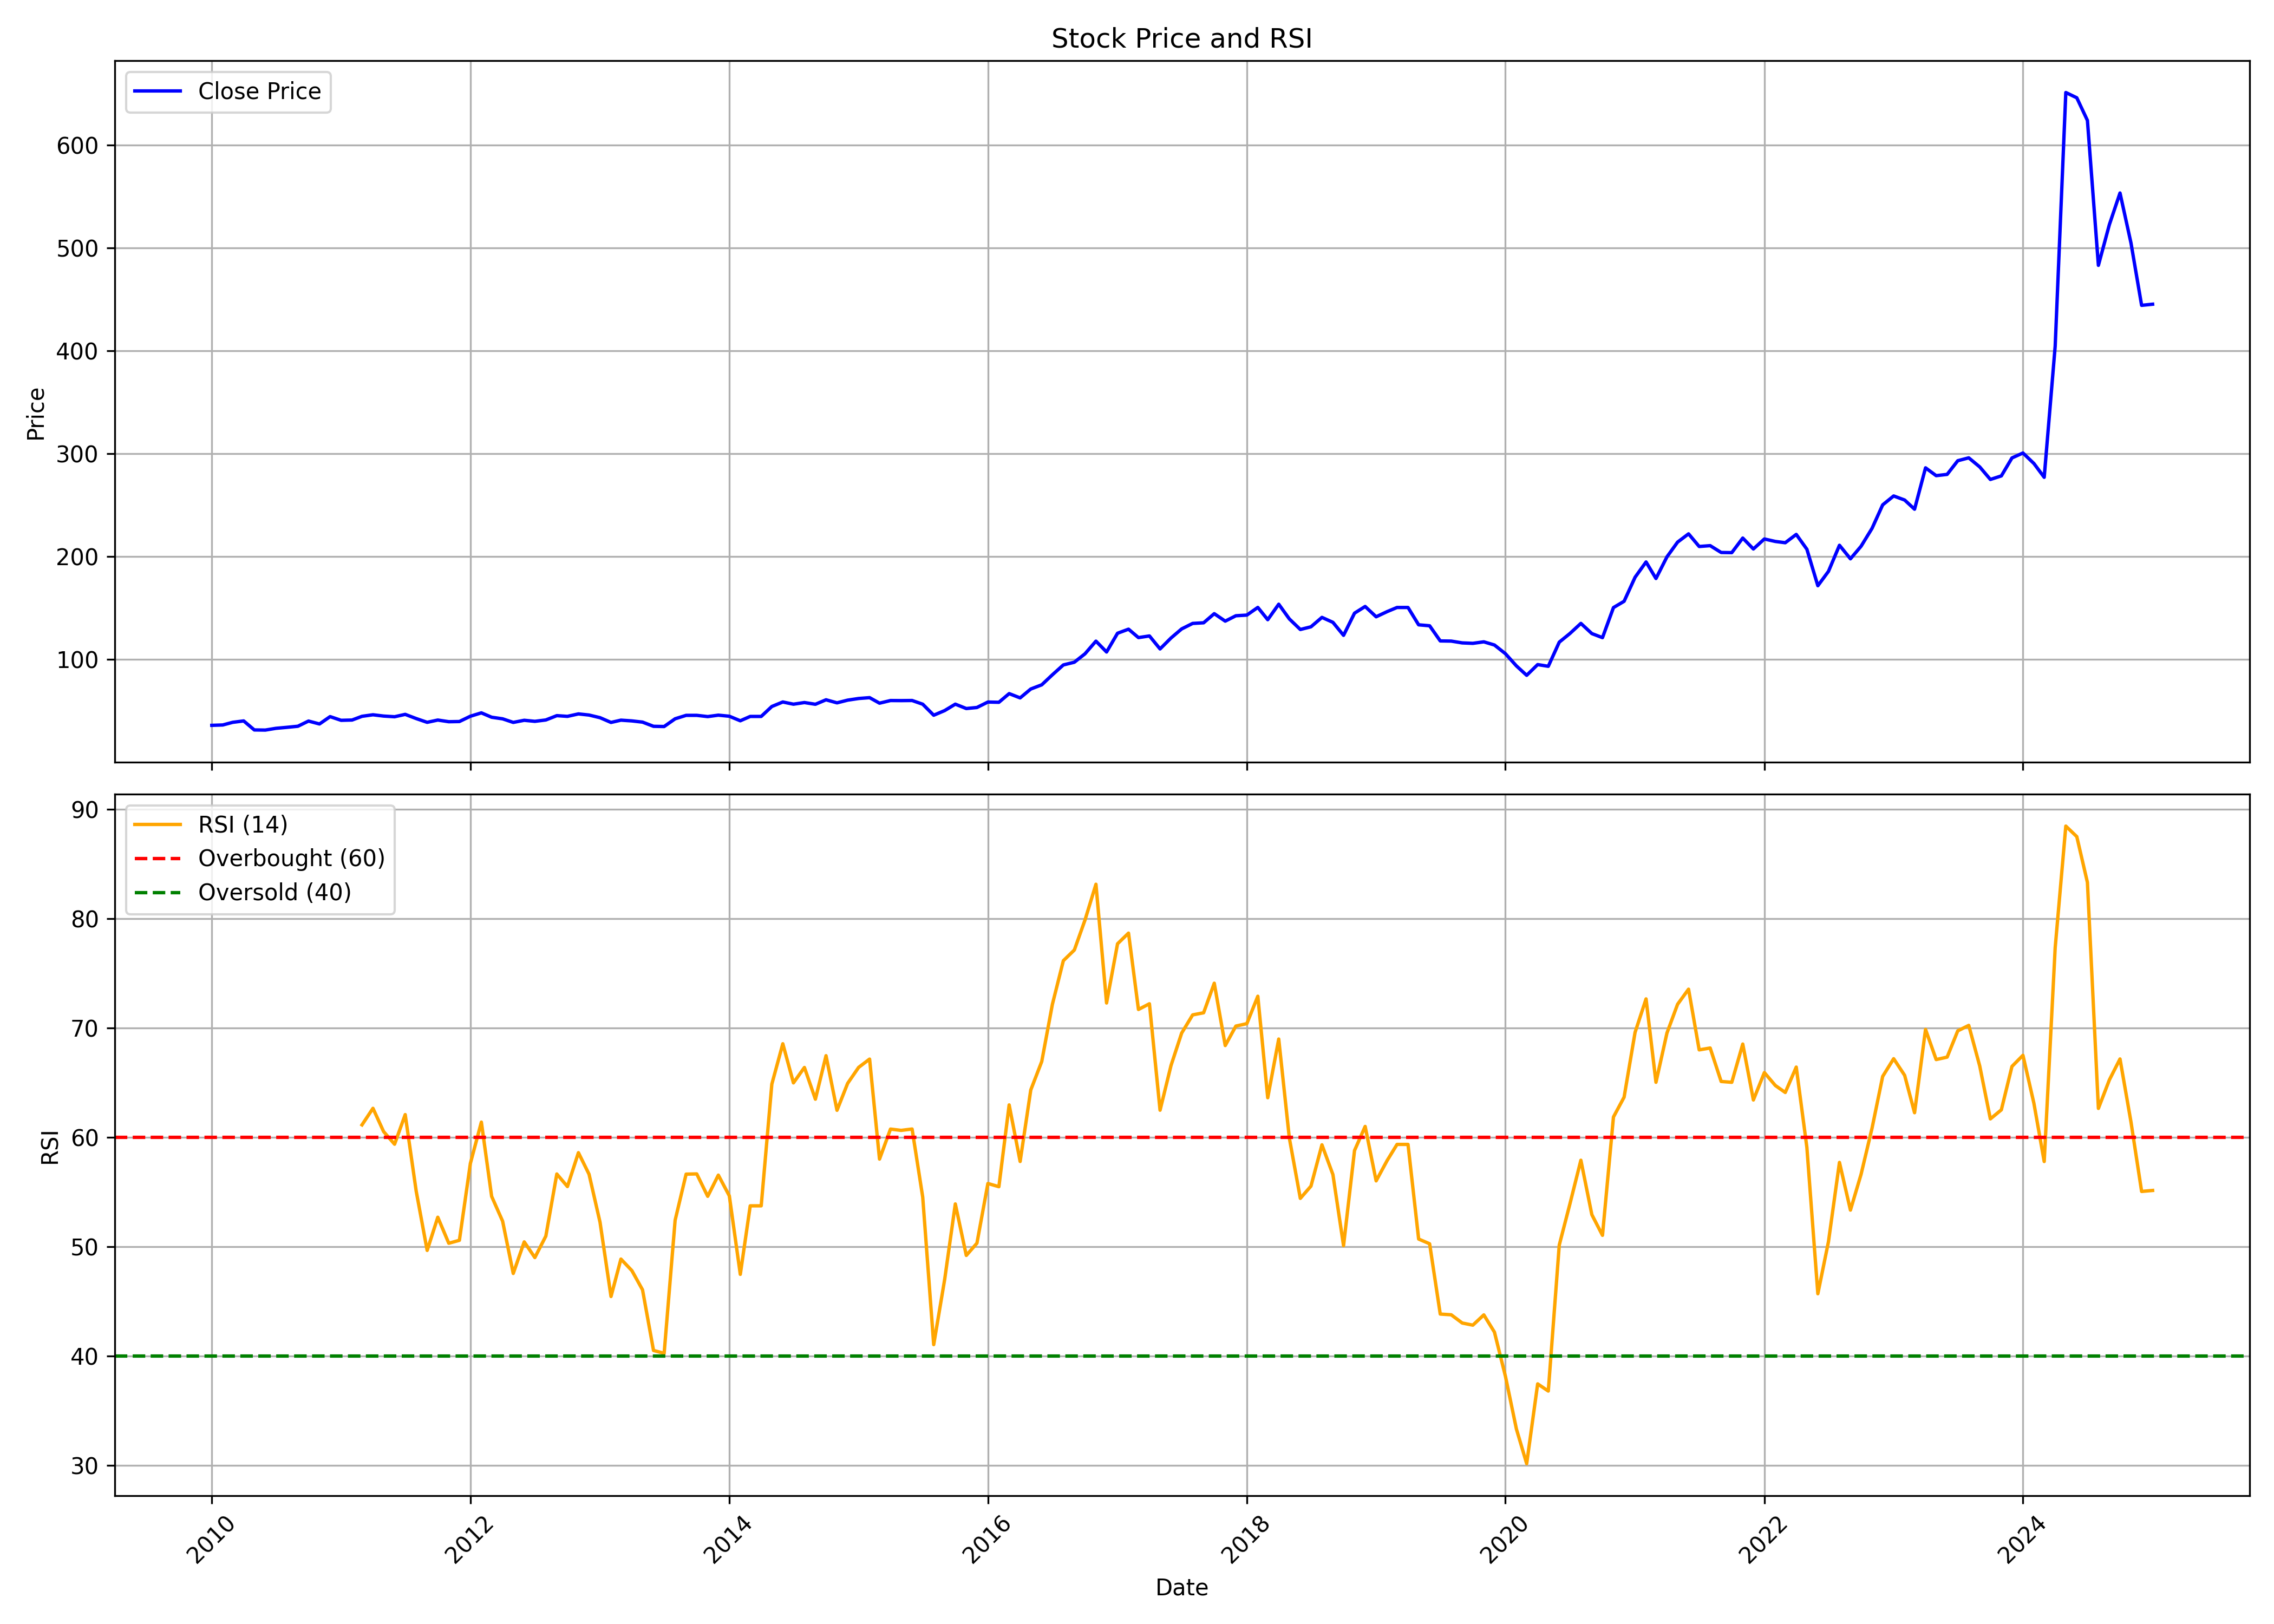 Stock Price and RSI
Close Price
600
500
400
300
200
100
Price
90
80
70
60
50
40
30
RSI
RSI (14)
Overbought (60)
Oversold (40)
2010
2012
2014
2016
2018
2020
2022
2024
Date